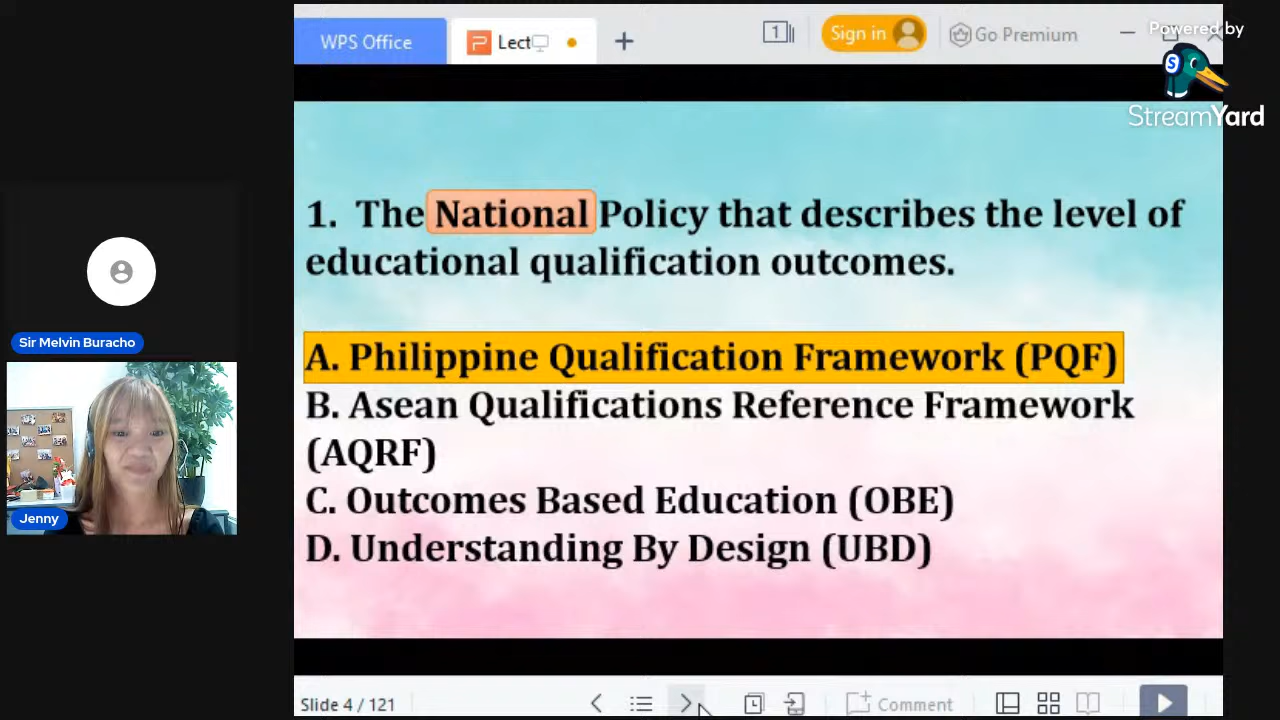 WPS Office
Lect
1
Sign in
Go Premium
Powered by
S
StreamYard
1. The National Policy that describes the level of
educational qualification outcomes.
A. Philippine Qualification Framework (PQF)
B. Asean Qualifications Reference Framework
(AQRF)
C. Outcomes Based Education (OBE)
D. Understanding By Design (UBD)
Sir Melvin Buracho
Jenny
Slide 4 / 121
Comment